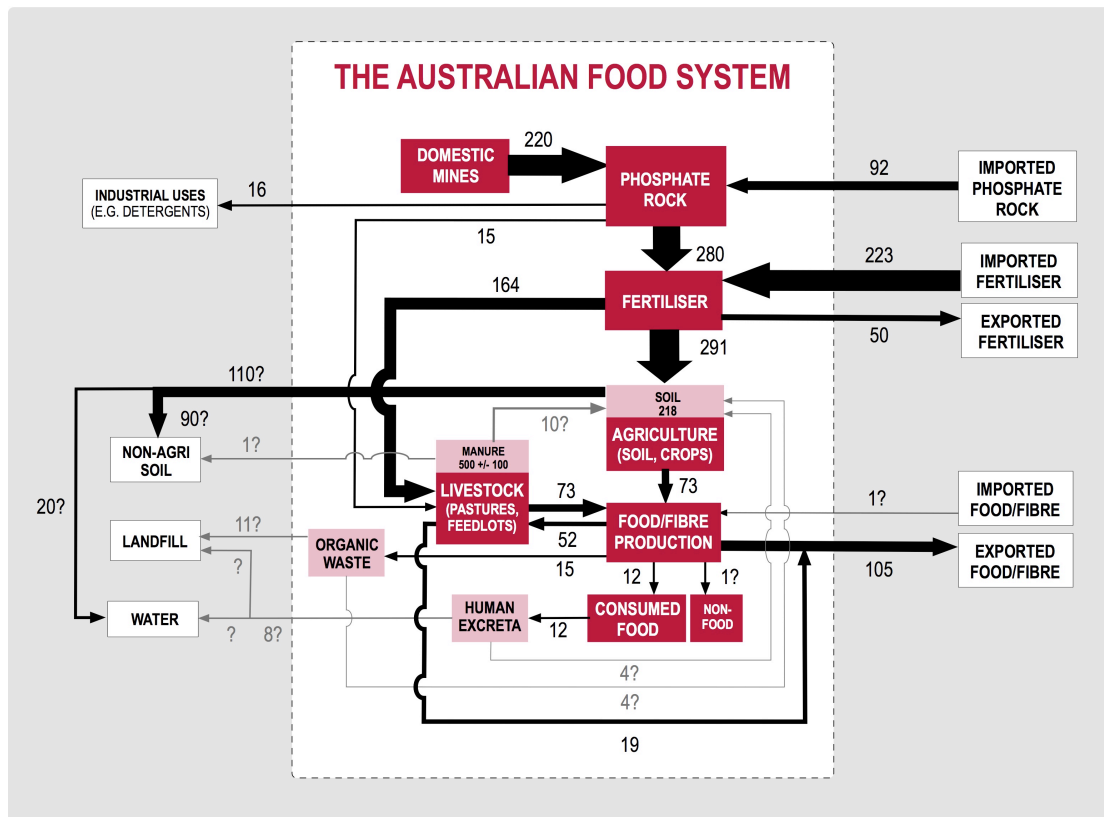 THE AUSTRALIAN FOOD SYSTEM
220
DOMESTIC
MINES
PHOSPHATE
ROCK
92
IMPORTED
PHOSPHATE
ROCK
INDUSTRIAL USES
(E.G. DETERGENTS)
16
15
280
223
IMPORTED
FERTILISER
164
FERTILISER
EXPORTED
FERTILISER
50
291
110?
SOIL
218
90?
10?
AGRICULTURE
(SOIL, CROPS)
NON-AGRI
SOIL
1?
MANURE
500 +/- 100
LIVESTOCK
(PASTURES,
FEEDLOTS)
73
73
20?
FOOD/FIBRE
PRODUCTION
1?
IMPORTED
FOOD/FIBRE
LANDFILL
11?
ORGANIC
WASTE
52
EXPORTED
FOOD/FIBRE
?
15
105
12
1?
WATER
HUMAN
EXCRETA
CONSUMED
FOOD
NON-
FOOD
?
8?
12
4?
4?
19